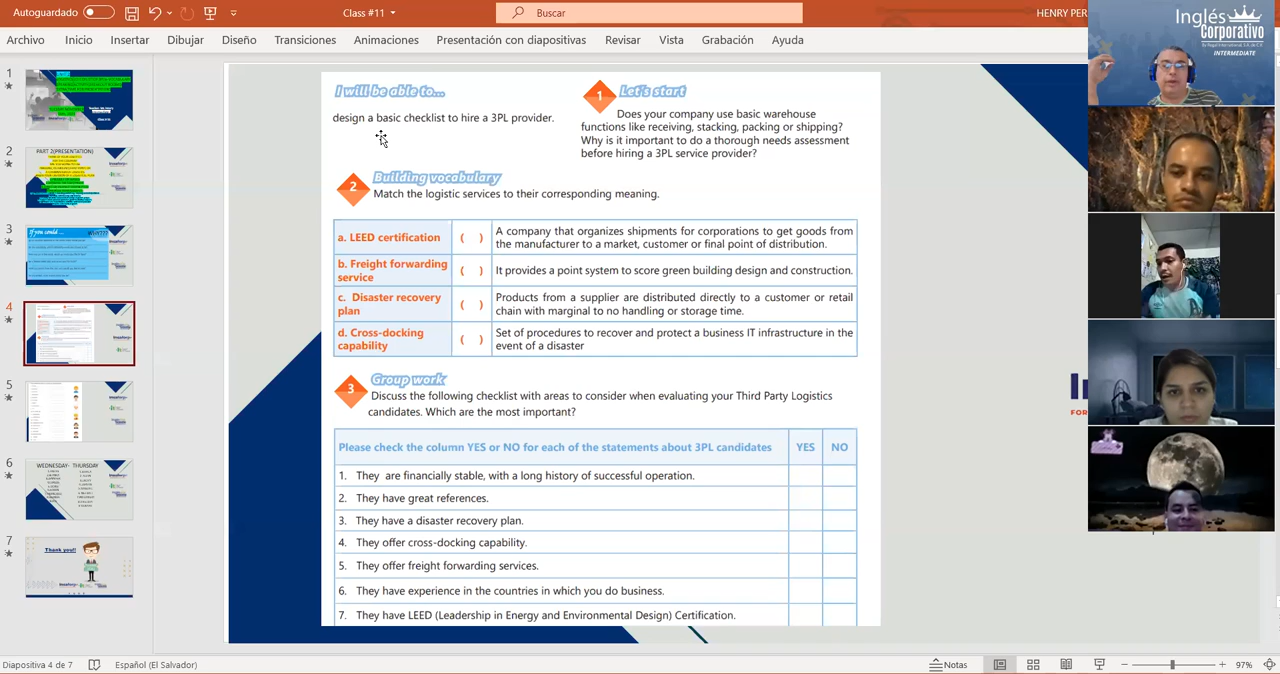 Autoguardado
Class #11
Buscar
HENRY PER
Archivo Inicio Insertar Dibujar Diseño Transiciones Animaciones Presentación con diapositivas Revisar Vista Grabación Ayuda
Inglés
Corporativo
INTERMEDIATE
1
2
PART 2(PRESENTATION)
3
If you could ...
4
5
6
WEDNESDAY- THURSDAY
7
Thank you!!
I will be able to...
design a basic checklist to hire a 3PL provider.
1 Let's start
Does your company use basic warehouse
functions like receiving, stacking, packing or shipping?
Why is it important to do a thorough needs assessment
before hiring a 3PL service provider?
2 Building vocabulary
Match the logistic services to their corresponding meaning.
a. LEED certification ( ) A company that organizes shipments for corporations to get goods from
the manufacturer to a market, customer or final point of distribution.
b. Freight forwarding
service ( ) It provides a point system to score green building design and construction.
c. Disaster recovery
plan ( ) Products from a supplier are distributed directly to a customer or retail
chain with marginal to no handling or storage time.
d. Cross-docking
capability ( ) Set of procedures to recover and protect a business IT infrastructure in the
event of a disaster
3 Group work
Discuss the following checklist with areas to consider when evaluating your Third Party Logistics
candidates. Which are the most important?
Please check the column YES or NO for each of the statements about 3PL candidates YES NO
1. They are financially stable with a long history of successful operation.
2. They have great references.
3. They have a disaster recovery plan.
4. They offer cross-docking capability.
5. They offer freight forwarding services.
6. They have experience in the countries in which you do business.
7. They have LEED (Leadership in Energy and Environmental Design) Certification.
Diapositiva 4 de 7 Español (El Salvador) Notas 97%